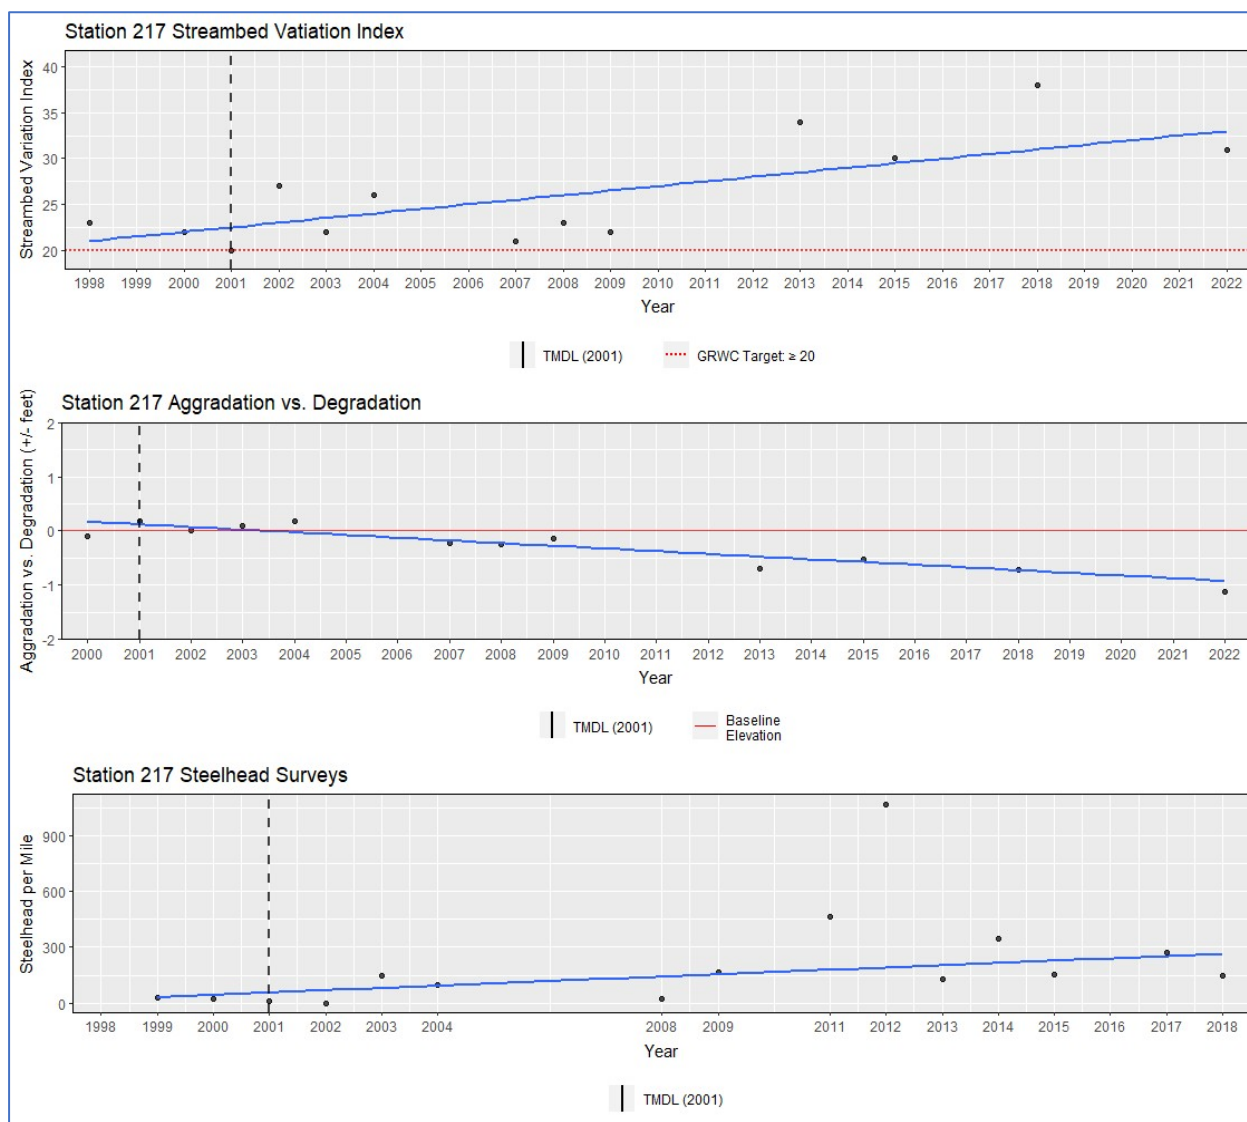 Station 217 Streambed Vatiation Index
Streambed Variation Index
40
35
30
25
20
1998 1999 2000 2001 2002 2003 2004 2005 2006 2007 2008 2009 2010 2011 2012 2013 2014 2015 2016 2017 2018 2019 2020 2021 2022
Year
TMDL (2001) GRWC Target: ≥ 20
Station 217 Aggradation vs. Degradation
Aggradation vs. Degradation (+/- feet)
2
1
0
-1
-2
2000 2001 2002 2003 2004 2005 2006 2007 2008 2009 2010 2011 2012 2013 2014 2015 2016 2017 2018 2019 2020 2021 2022
Year
TMDL (2001) Baseline
Elevation
Station 217 Steelhead Surveys
Steelhead per Mile
900
600
300
0
1998 1999 2000 2001 2002 2003 2004 2008 2009 2011 2012 2013 2014 2015 2017 2018
Year
TMDL (2001)